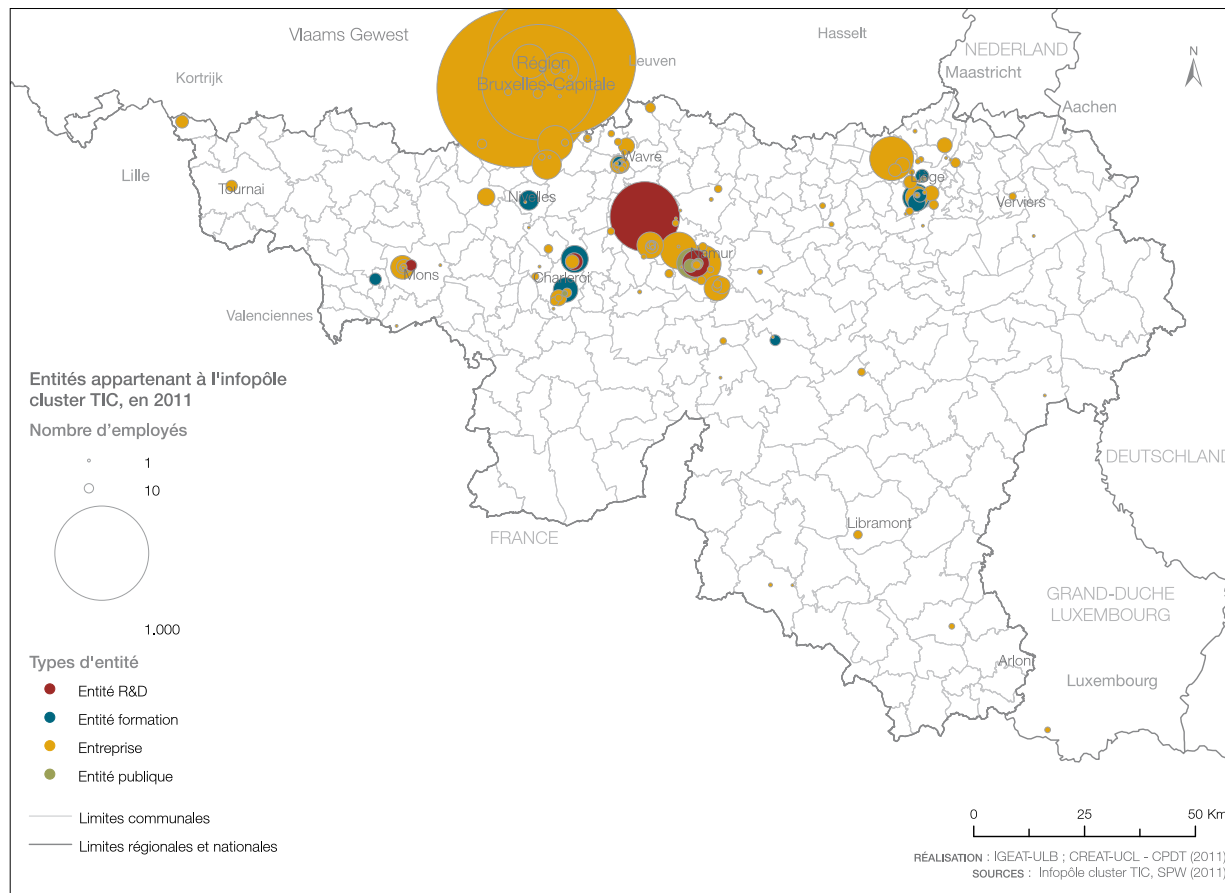 Vlaams Gewest
Hasselt
NEDERLAND
N
Région
Bruxelles-Capitale
Leuven
Maastricht
Kortrijk
Aachen
Wavre
Lille
Liège
Tournai
Nivelles
Verviers
Namur
Mons
Charleroi
Valenciennes
Entités appartenant à l'infopôle
cluster TIC, en 2011
Nombre d'employés
1
10
1.000
DEUTSCHLAND
Libramont
FRANCE
GRAND-DUCHE
LUXEMBOURG
Types d'entité
Arlon
Luxembourg
Entité R&D
Entité formation
Entreprise
Entité publique
Limites communales
Limites régionales et nationales
0 25 50 Km
RÉALISATION : IGEAT-ULB ; CREAT-UCL - CPDT (2011)
SOURCES : Infopôle cluster TIC, SPW (2011)